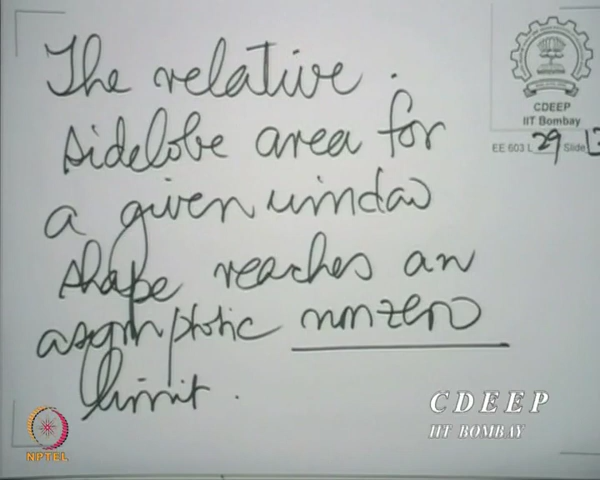 The relative
sidelobe area for
a given window
shape reaches an
asymptotic nonzero
limit.
CDEEP
IIT Bombay
EE 603 L 29 Slide 13
CDEEP
IIT BOMBAY
NPTEL